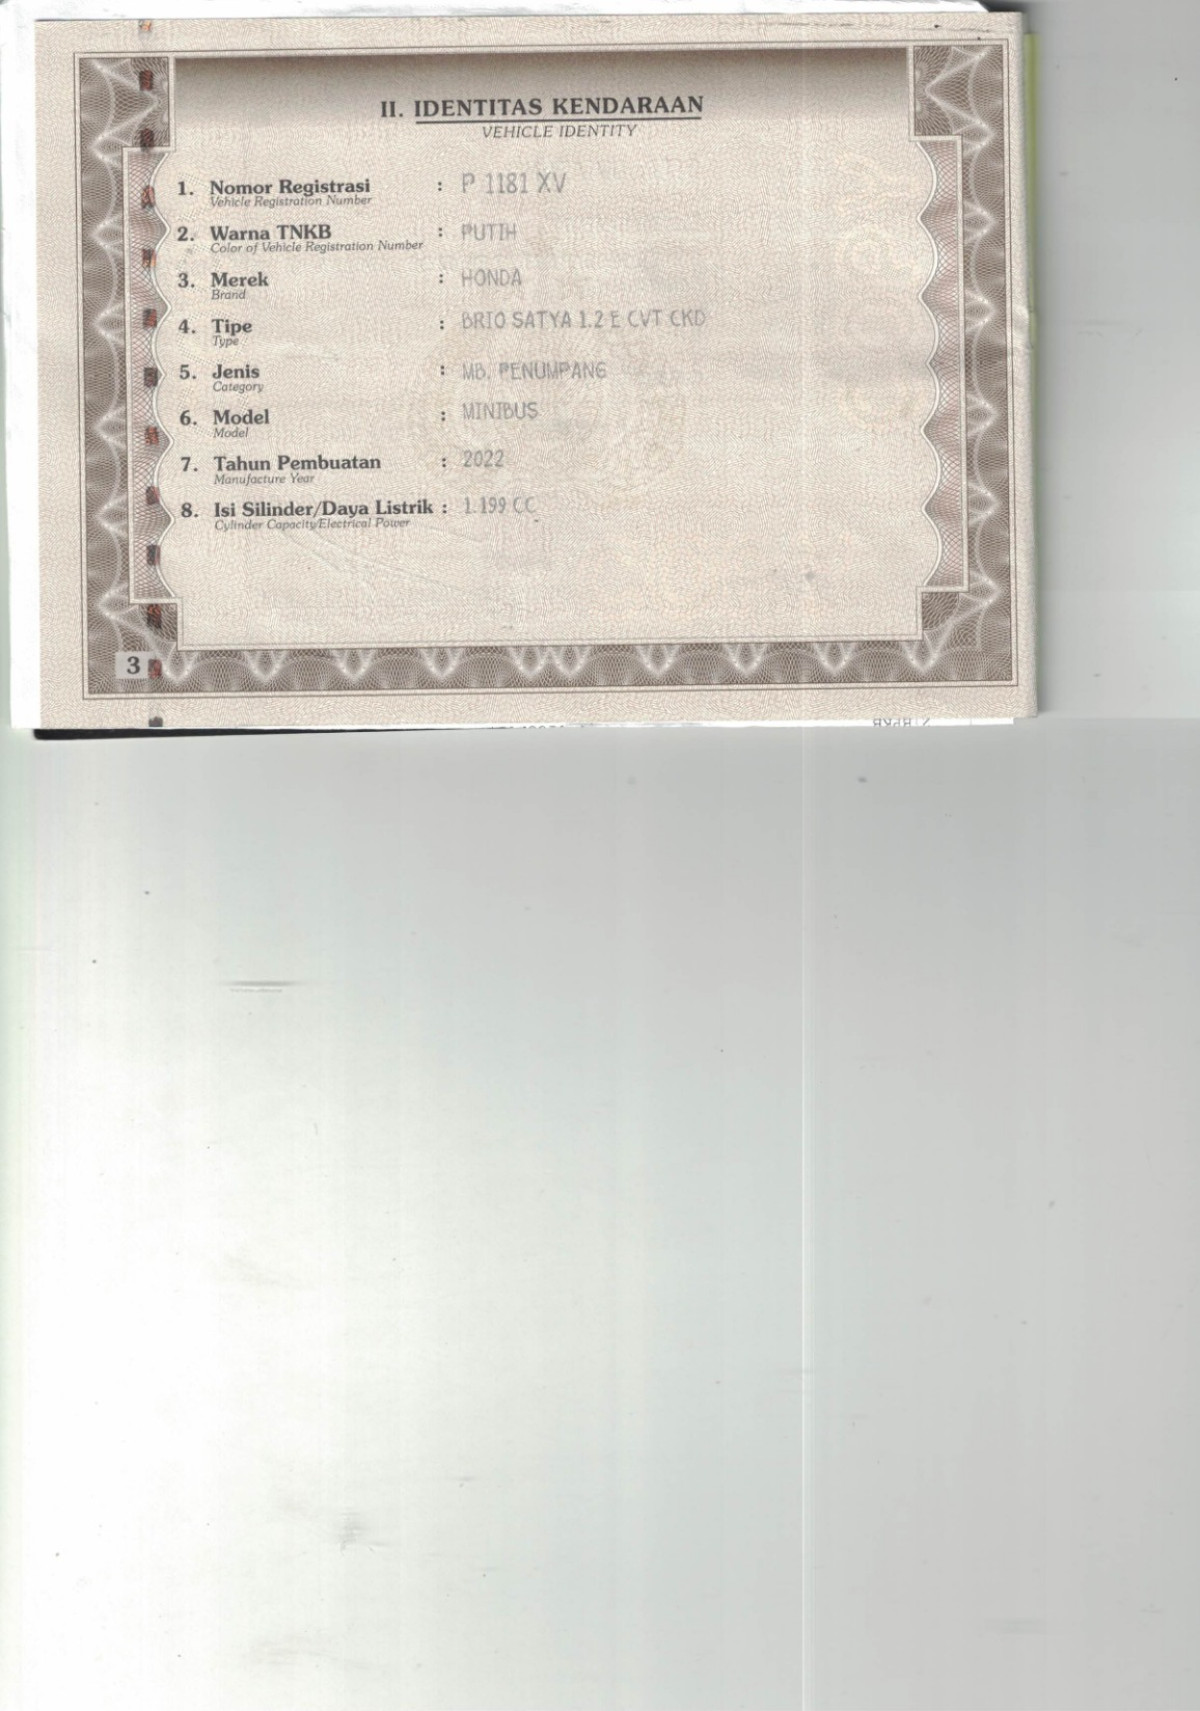 II. IDENTITAS KENDARAAN
VEHICLE IDENTITY
1. Nomor Registrasi : P 1181 XV
Vehicle Registration Number
2. Warna TNKB : PUTIH
Color of Vehicle Registration Number
3. Merek : HONDA
Brand
4. Tipe : BRIO SATYA 1.2 E CVT CKD
Type
5. Jenis : MB. PENUMPANG
Category
6. Model : MINIBUS
Model
7. Tahun Pembuatan : 2022
Manufacture Year
8. Isi Silinder/Daya Listrik : 1.199 CC
Cylinder Capacity/Electrical Power
3